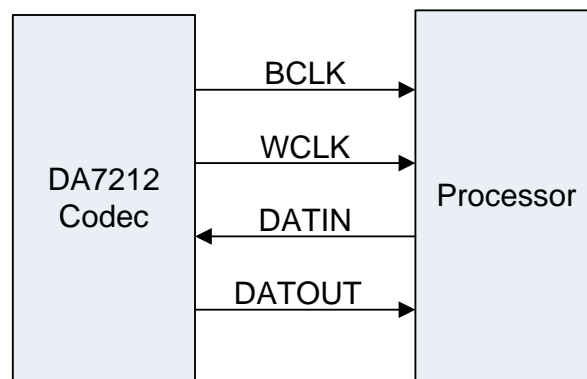 BCLK
WCLK
DA7212
Codec
Processor
DATIN
DATOUT